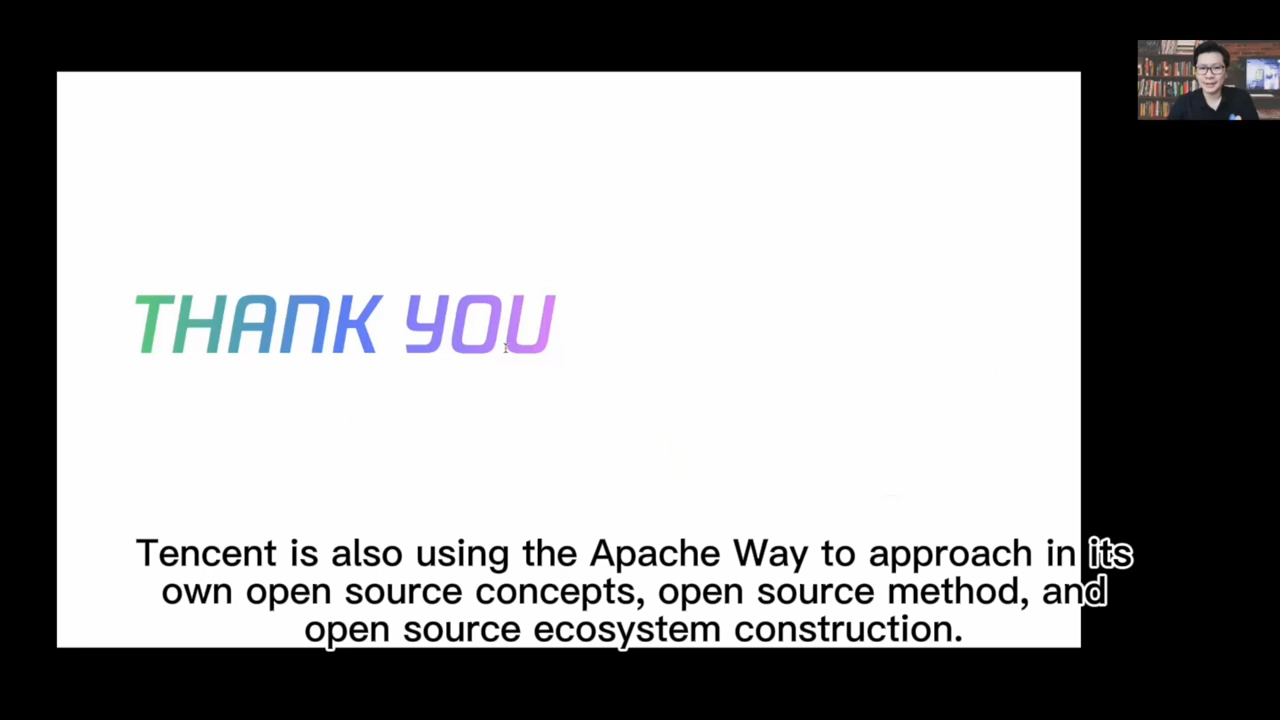 THANK YOU
Tencent is also using the Apache Way to approach in its
own open source concepts, open source method, and
open source ecosystem construction.